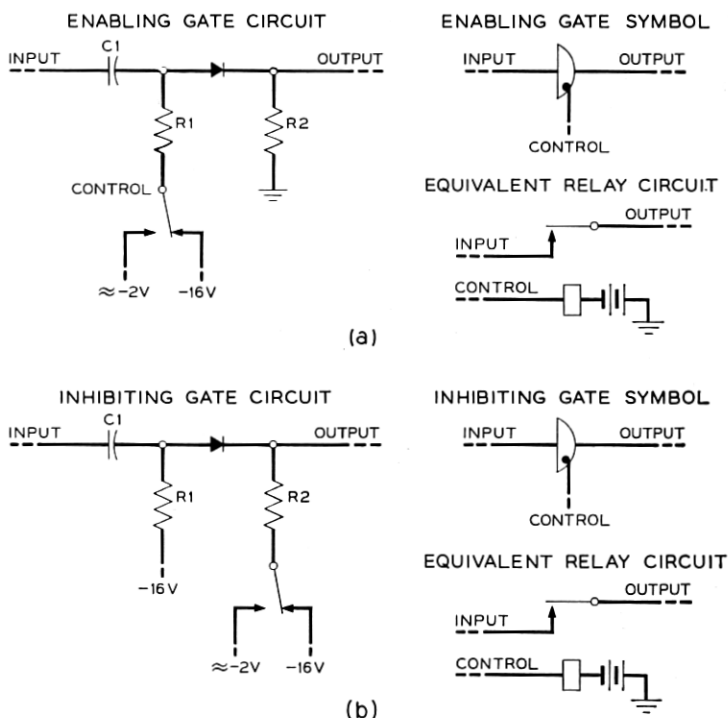 ENABLING GATE CIRCUIT
C1
INPUT
OUTPUT
R1
R2
CONTROL
≈-2V
-16V
ENABLING GATE SYMBOL
INPUT
OUTPUT
CONTROL
EQUIVALENT RELAY CIRCUIT
OUTPUT
INPUT
CONTROL
(a)
INHIBITING GATE CIRCUIT
C1
INPUT
OUTPUT
R1
R2
-16V
≈-2V
-16V
INHIBITING GATE SYMBOL
INPUT
OUTPUT
CONTROL
EQUIVALENT RELAY CIRCUIT
OUTPUT
INPUT
CONTROL
(b)